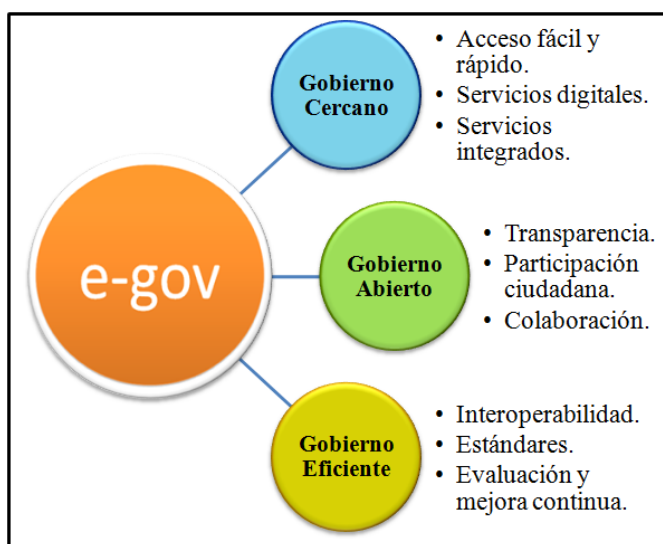 e-gov
Gobierno
Cercano
• Acceso fácil y
rápido.
• Servicios digitales.
• Servicios
integrados.
Gobierno
Abierto
• Transparencia.
• Participación
ciudadana.
• Colaboración.
Gobierno
Eficiente
• Interoperabilidad.
• Estándares.
• Evaluación y
mejora continua.